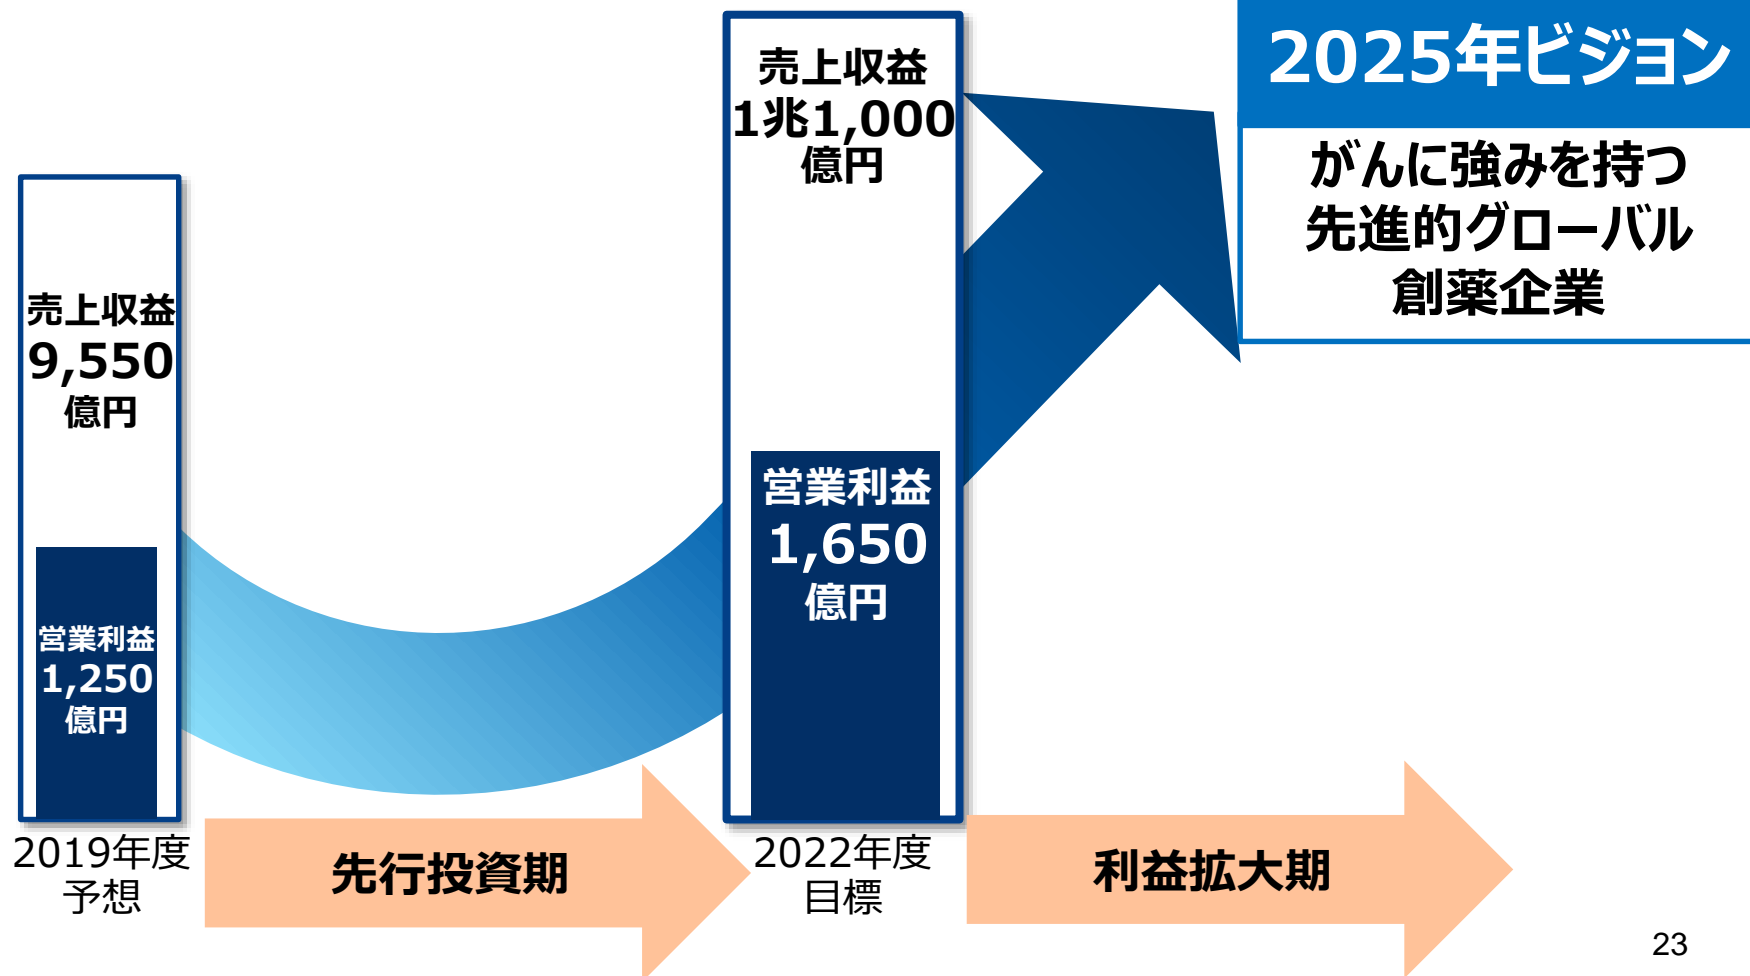 2025年ビジョン
がんに強みを持つ
先進的グローバル
創薬企業
売上収益
1兆1,000
億円
営業利益
1,650
億円
売上収益
9,550
億円
営業利益
1,250
億円
2019年度
予想
先行投資期
2022年度
目標
利益拡大期
23